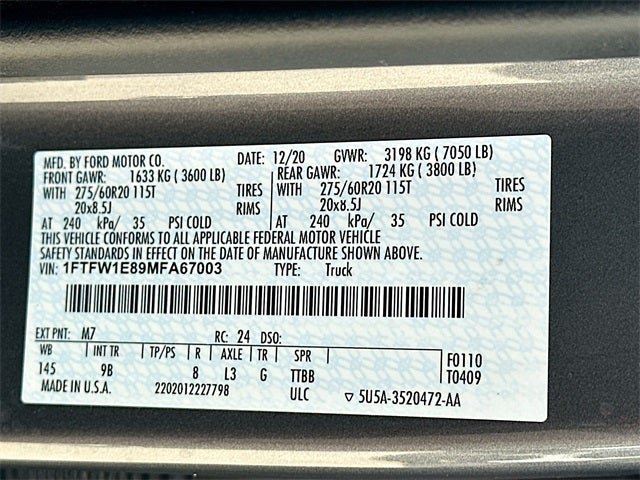 MFD. BY FORD MOTOR CO. DATE: 12/20 GVWR: 3198 KG ( 7050 LB)
FRONT GAWR: 1633 KG ( 3600 LB) REAR GAWR: 1724 KG ( 3800 LB)
WITH 275/60R20 115T TIRES WITH 275/60R20 115T TIRES
20x8.5J RIMS 20x8.5J RIMS
AT 240 kPa/ 35 PSI COLD AT 240 kPa/ 35 PSI COLD
THIS VEHICLE CONFORMS TO ALL APPLICABLE FEDERAL MOTOR VEHICLE
SAFETY STANDARDS IN EFFECT ON THE DATE OF MANUFACTURE SHOWN ABOVE.
VIN: 1FTFW1E89MFA67003 TYPE: Truck
EXT PNT: M7 RC: 24 DSO:
WB INT TR TP/PS R AXLE TR SPR F0110
145 9B 8 L3 G TTBB T0409
MADE IN U.S.A. 2202012227798 ULC ▽ 5U5A-3520472-AA